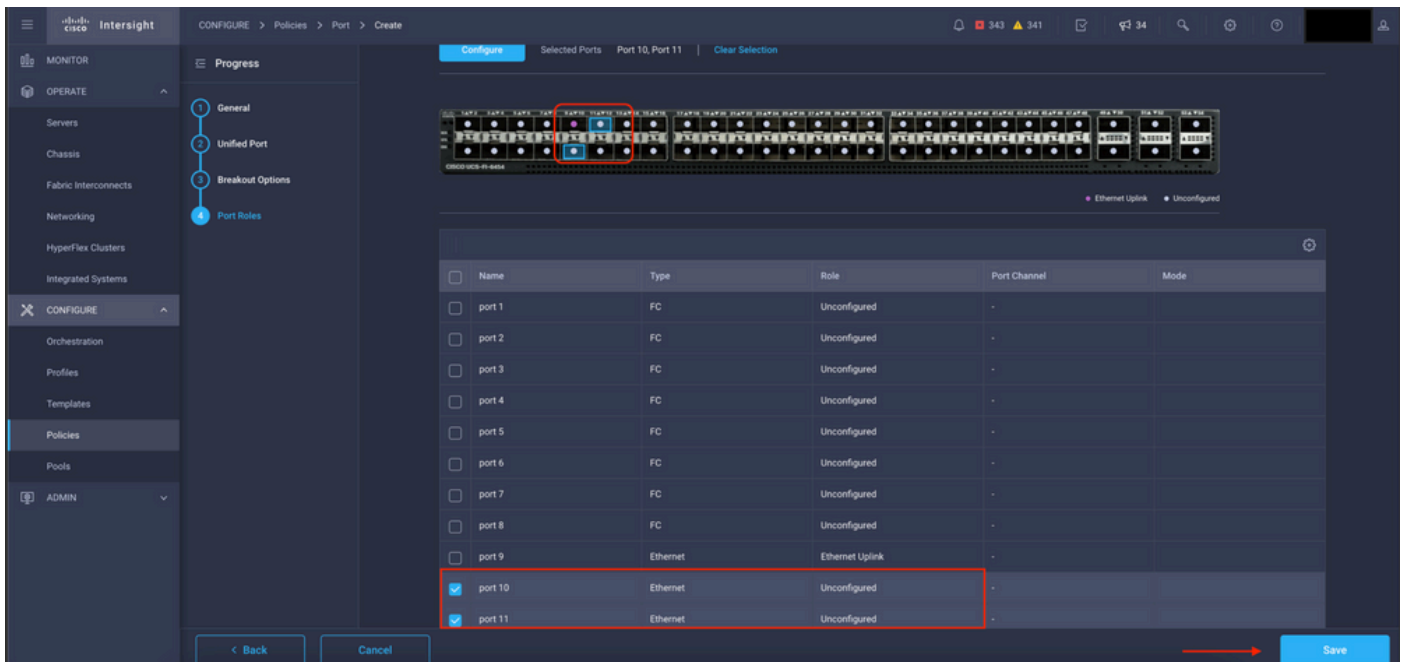 cisco Intersight
CONFIGURE > Policies > Port > Create
343 341 34
MONITOR
OPERATE
Servers
Chassis
Fabric Interconnects
Networking
HyperFlex Clusters
Integrated Systems
CONFIGURE
Orchestration
Profiles
Templates
Policies
Pools
ADMIN
Progress
1 General
2 Unified Port
3 Breakout Options
4 Port Roles
Configure Selected Ports Port 10, Port 11 | Clear Selection
CISCO UCS-FI-6454
Ethernet Uplink Unconfigured
Name Type Role Port Channel Mode
port 1 FC Unconfigured -
port 2 FC Unconfigured -
port 3 FC Unconfigured -
port 4 FC Unconfigured -
port 5 FC Unconfigured -
port 6 FC Unconfigured -
port 7 FC Unconfigured -
port 8 FC Unconfigured -
port 9 Ethernet Ethernet Uplink -
port 10 Ethernet Unconfigured -
port 11 Ethernet Unconfigured -
< Back Cancel Save